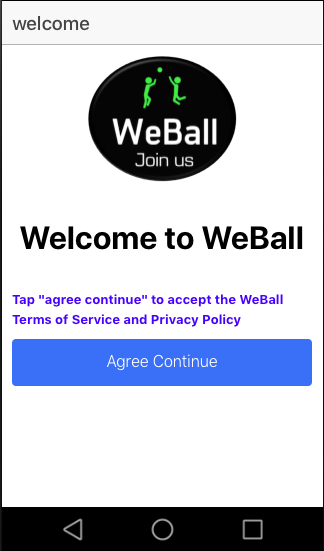 welcome
WeBall
Join us
Welcome to WeBall
Tap "agree continue" to accept the WeBall
Terms of Service and Privacy Policy
Agree Continue